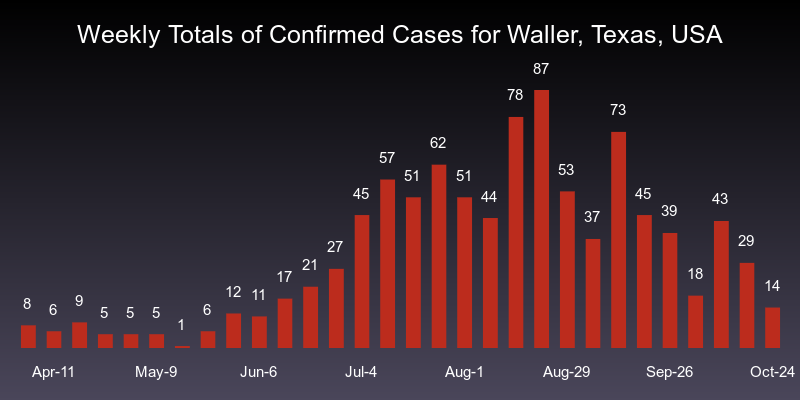 Weekly Totals of Confirmed Cases for Waller, Texas, USA
8 6 9 5 5 5 1 6 12 11 17 21 27 45 57 51 62 51 44 78 87 53 37 73 45 39 18 43 29 14
Apr-11 May-9 Jun-6 Jul-4 Aug-1 Aug-29 Sep-26 Oct-24